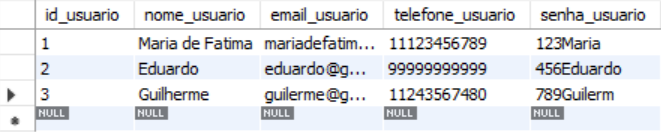 id_usuario nome_usuario email_usuario telefone_usuario senha_usuario
1 Maria de Fatima mariadefatim... 11123456789 123Maria
2 Eduardo eduardo@g... 99999999999 456Eduardo
3 Guilherme guilerme@g... 11243567480 789Guilerm
NULL NULL NULL NULL NULL